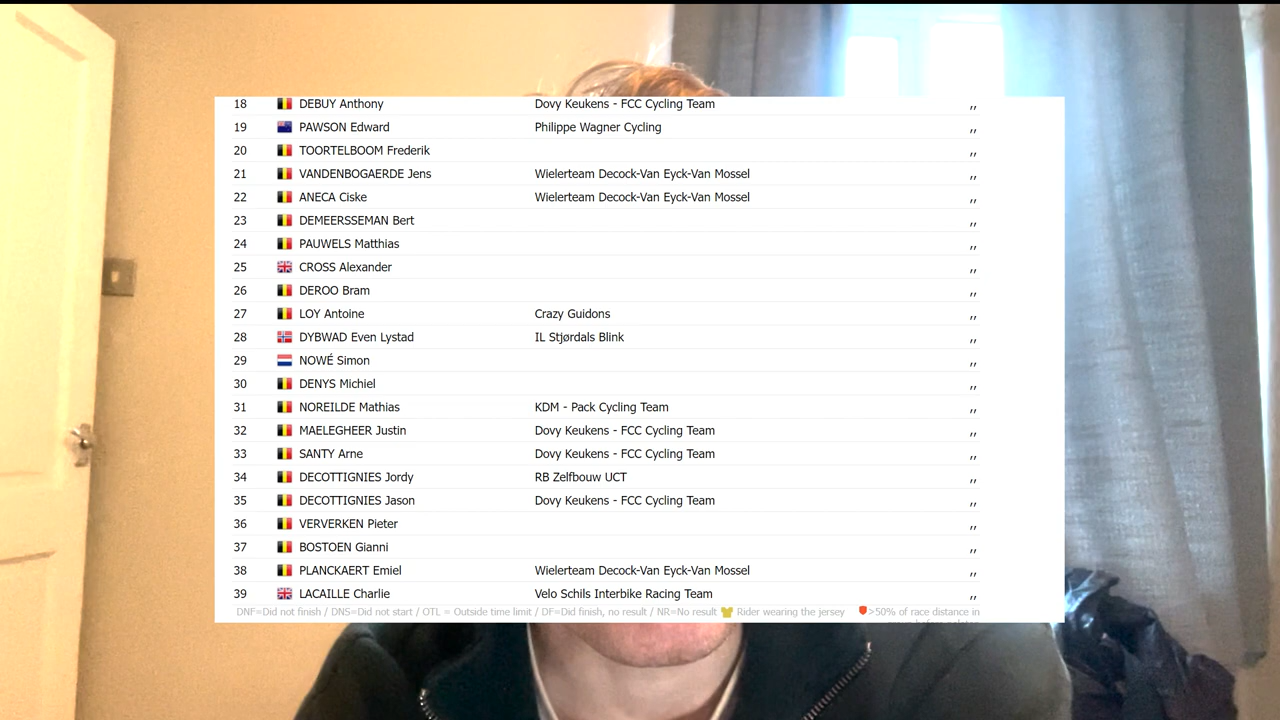 18 DEBUY Anthony Dovy Keukens - FCC Cycling Team ,,
19 PAWSON Edward Philippe Wagner Cycling ,,
20 TOORTELBOOM Frederik ,,
21 VANDENBOGAERDE Jens Wielerteam Decock-Van Eyck-Van Mossel ,,
22 ANECA Ciske Wielerteam Decock-Van Eyck-Van Mossel ,,
23 DEMEERSSEMAN Bert ,,
24 PAUWELS Matthias ,,
25 CROSS Alexander ,,
26 DEROO Bram ,,
27 LOY Antoine Crazy Guidons ,,
28 DYBWAD Even Lystad IL Stjørdals Blink ,,
29 NOWÉ Simon ,,
30 DENYS Michiel ,,
31 NOREILDE Mathias KDM - Pack Cycling Team ,,
32 MAELEGHEER Justin Dovy Keukens - FCC Cycling Team ,,
33 SANTY Arne Dovy Keukens - FCC Cycling Team ,,
34 DECOTTIGNIES Jordy RB Zelfbouw UCT ,,
35 DECOTTIGNIES Jason Dovy Keukens - FCC Cycling Team ,,
36 VERVERKEN Pieter ,,
37 BOSTOEN Gianni ,,
38 PLANCKAERT Emiel Wielerteam Decock-Van Eyck-Van Mossel ,,
39 LACAILLE Charlie Velo Schils Interbike Racing Team ,,
DNF=Did not finish / DNS=Did not start / OTL = Outside time limit / DF=Did finish, no result / NR=No result Rider wearing the jersey >50% of race distance in